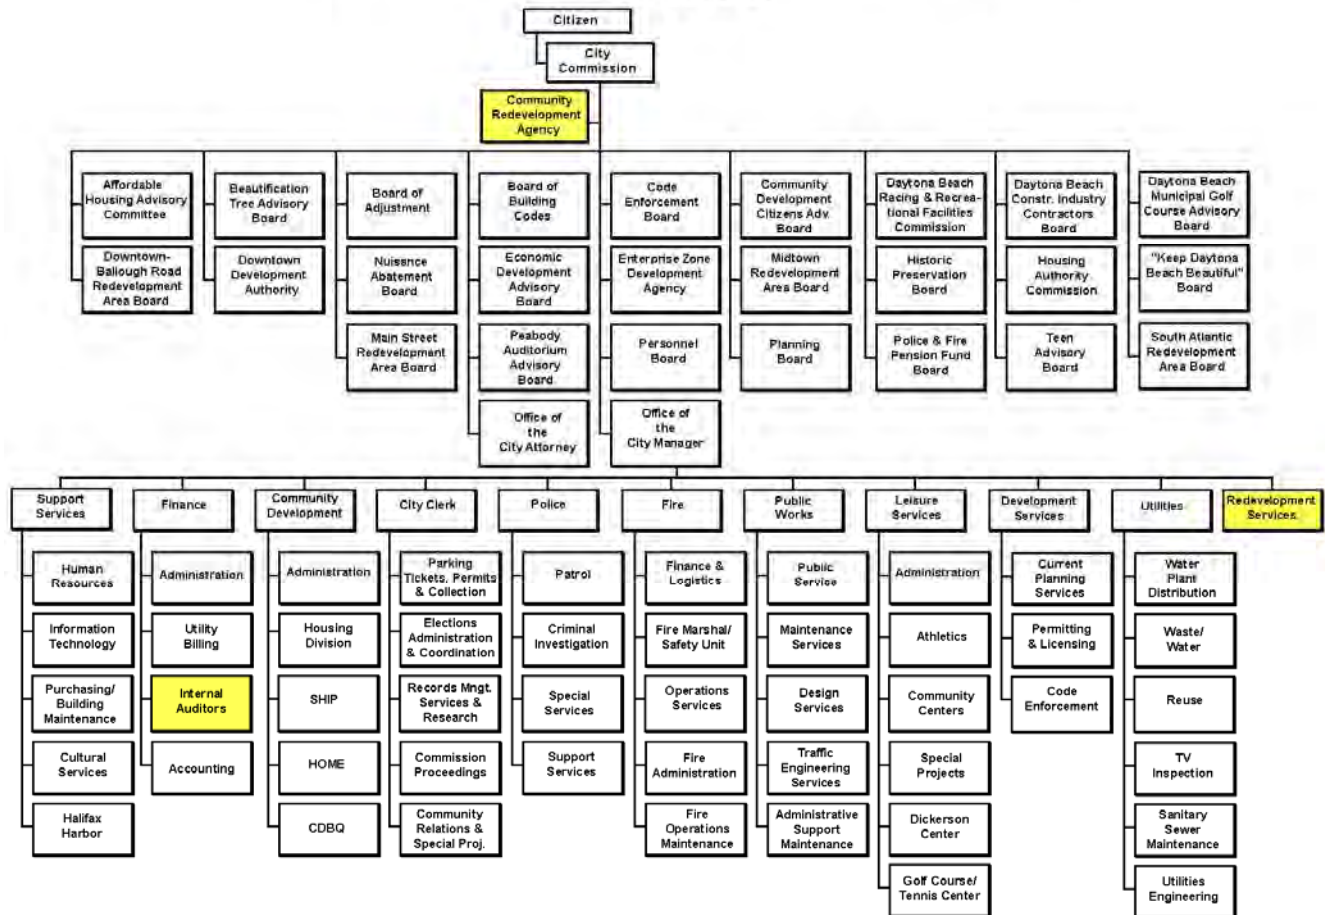 Citizen
City
Commission
Community
Redevelopment
Agency
Affordable
Housing Advisory
Committee
Beautification
Tree Advisory
Board
Board of
Adjustment
Board of
Building
Codes
Code
Enforcement
Board
Community
Development
Citizens Adv.
Board
Daytona Beach
Racing & Recrea-
tional Facilities
Commission
Daytona Beach
Constr. Industry
Contractors
Board
Daytona Beach
Municipal Golf
Course Advisory
Board
Downtown-
Ballough Road
Redevelopment
Area Board
Downtown
Development
Authority
Nuissance
Abatement
Board
Economic
Development
Advisory
Board
Enterprise Zone
Development
Agency
Midtown
Redevelopment
Area Board
Historic
Preservation
Board
Housing
Authority
Commission
"Keep Daytona
Beach Beautiful"
Board
Main Street
Redevelopment
Area Board
Peabody
Auditorium
Advisory
Board
Personnel
Board
Planning
Board
Police & Fire
Pension Fund
Board
Teen
Advisory
Board
South Atlantic
Redevelopment
Area Board
Office of
the
City Attorney
Office of
the
City Manager
Support
Services
Finance
Community
Development
City Clerk
Police
Fire
Public
Works
Leisure
Services
Development
Services
Utilities
Redevelopment
Services.
Human
Resources
Administration
Administration
Parking
Tickets, Permits
& Collection
Patrol
Finance &
Logistics
Public
Service
Administration
Current
Planning
Services
Water
Plant
Distribution
Information
Technology
Utility
Billing
Housing
Division
Elections
Administration
& Coordination
Criminal
Investigation
Fire Marshal/
Safety Unit
Maintenance
Services
Athletics
Permitting
& Licensing
Waste/
Water
Purchasing/
Building
Maintenance
Internal
Auditors
SHIP
Records Mngt.
Services &
Research
Special
Services
Operations
Services
Design
Services
Community
Centers
Code
Enforcement
Reuse
Cultural
Services
Accounting
HOME
Commission
Proceedings
Support
Services
Fire
Administration
Traffic
Engineering
Services
Special
Projects
TV
Inspection
Halifax
Harbor
CDBQ
Community
Relations &
Special Proj.
Fire
Operations
Maintenance
Administrative
Support
Maintenance
Dickerson
Center
Sanitary
Sewer
Maintenance
Golf Course/
Tennis Center
Utilities
Engineering